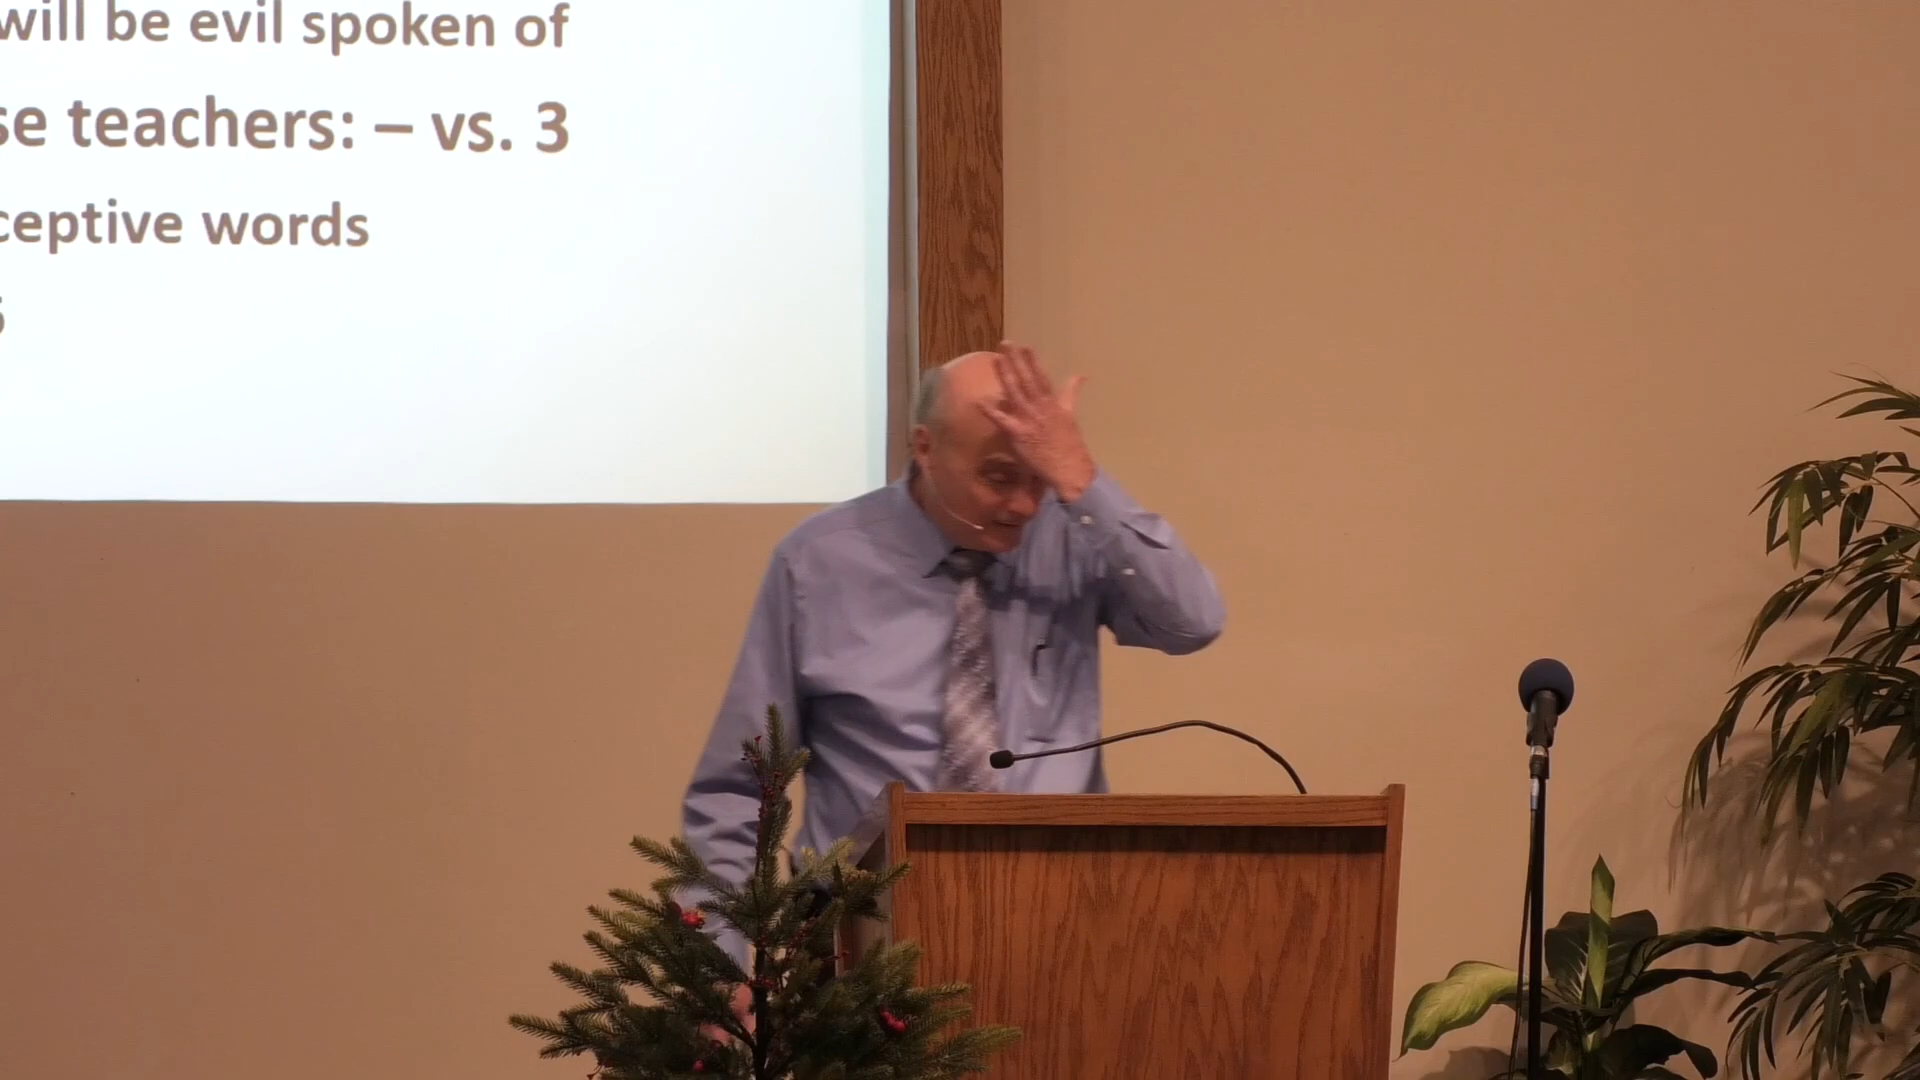 will be evil spoken of
se teachers: – vs. 3
ceptive words